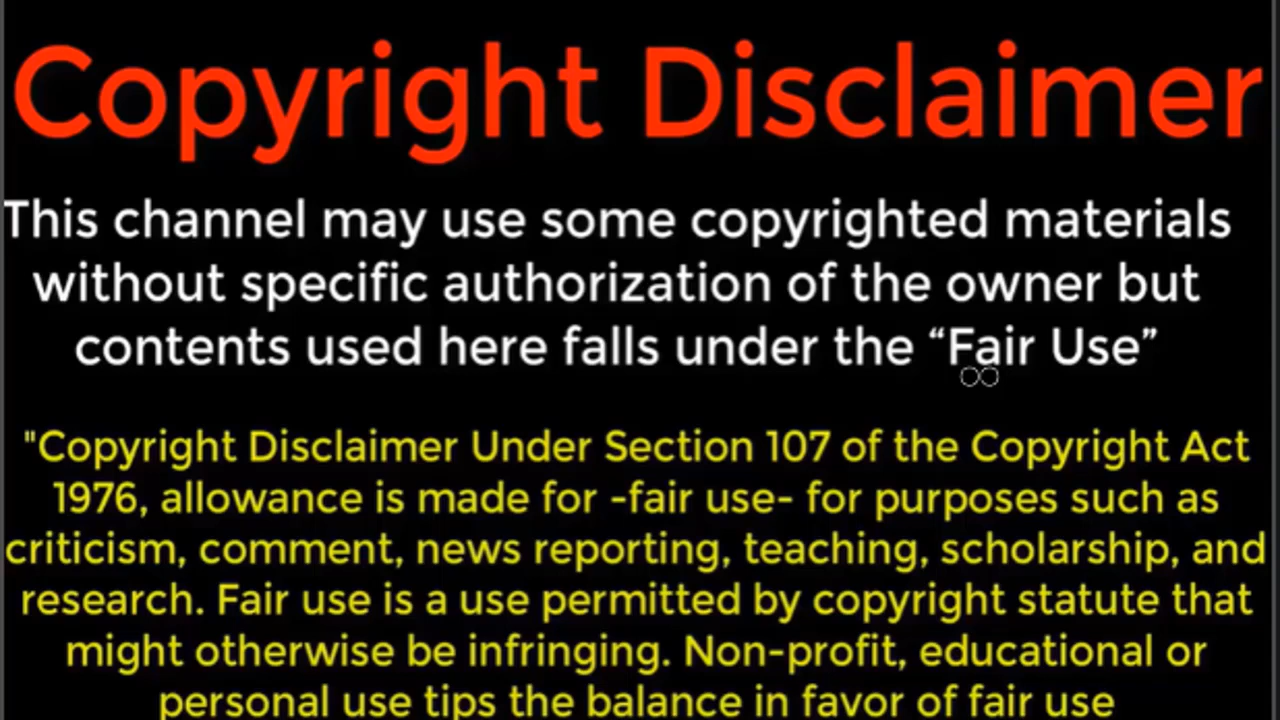 Copyright Disclaimer
This channel may use some copyrighted materials
without specific authorization of the owner but
contents used here falls under the “Fair Use”
"Copyright Disclaimer Under Section 107 of the Copyright Act
1976, allowance is made for -fair use- for purposes such as
criticism, comment, news reporting, teaching, scholarship, and
research. Fair use is a use permitted by copyright statute that
might otherwise be infringing. Non-profit, educational or
personal use tips the balance in favor of fair use